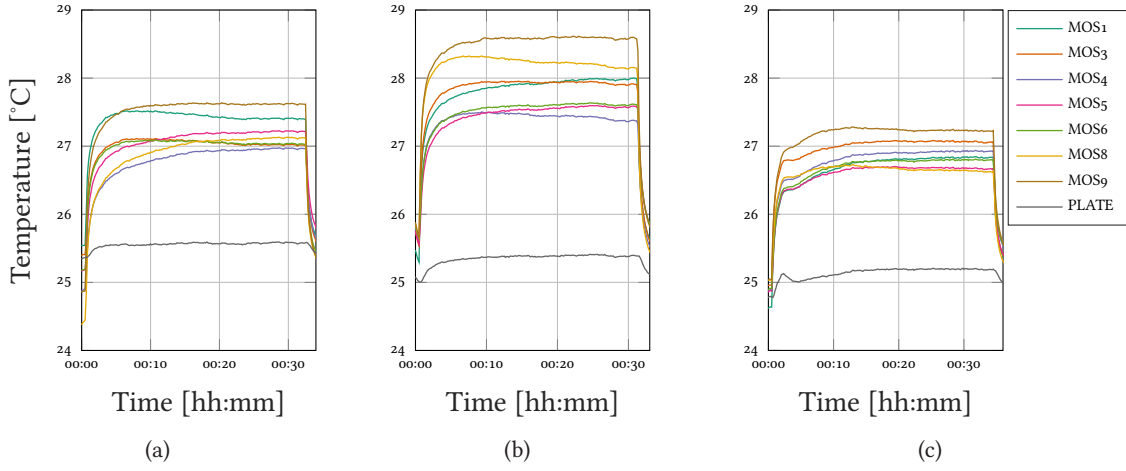 Temperature [°C]
29
28
27
26
25
24
00:00 00:10 00:20 00:30
Time [hh:mm]
(a)
29
28
27
26
25
24
00:00 00:10 00:20 00:30
Time [hh:mm]
(b)
29
28
27
26
25
24
00:00 00:10 00:20 00:30
Time [hh:mm]
(c)
MOS1
MOS3
MOS4
MOS5
MOS6
MOS8
MOS9
PLATE